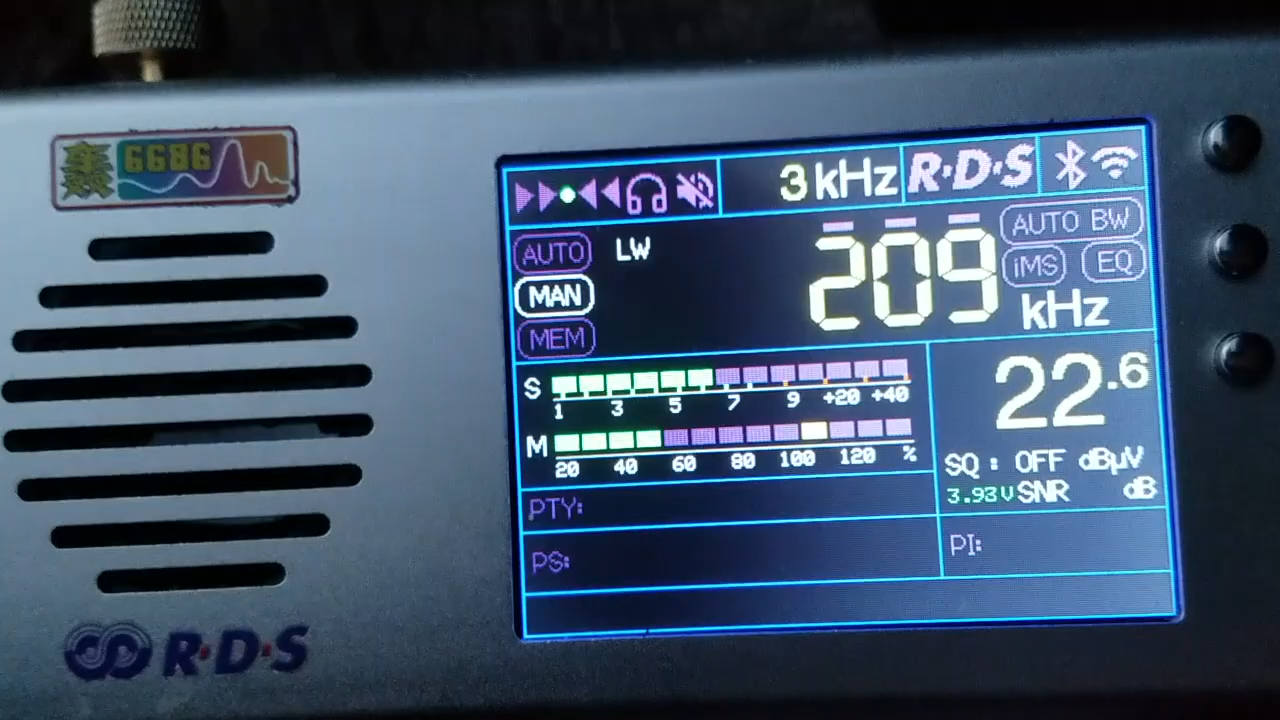 6686
3 kHz R·D·S
AUTO LW 209 kHz AUTO BW
MAN iMS EQ
MEM
S 1 3 5 7 9 +20 +40
22.6
M 20 40 60 80 100 120 %
SQ : OFF dBµV
3.93V SNR dB
PTY:
PS: PI:
R·D·S